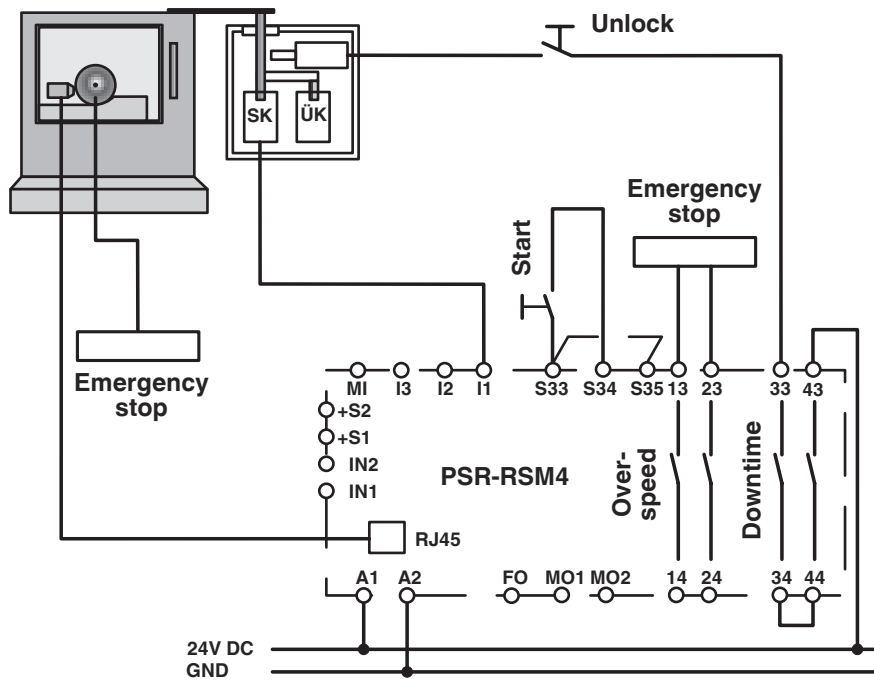 Unlock
SK
ÜK
Emergency
stop
Start
Emergency
stop
MI
I3
I2
I1
S33
S34
S35
13
23
33
43
+S2
+S1
IN2
IN1
PSR-RSM4
Over-
speed
Downtime
RJ45
A1
A2
FO
MO1
MO2
14
24
34
44
24V DC
GND